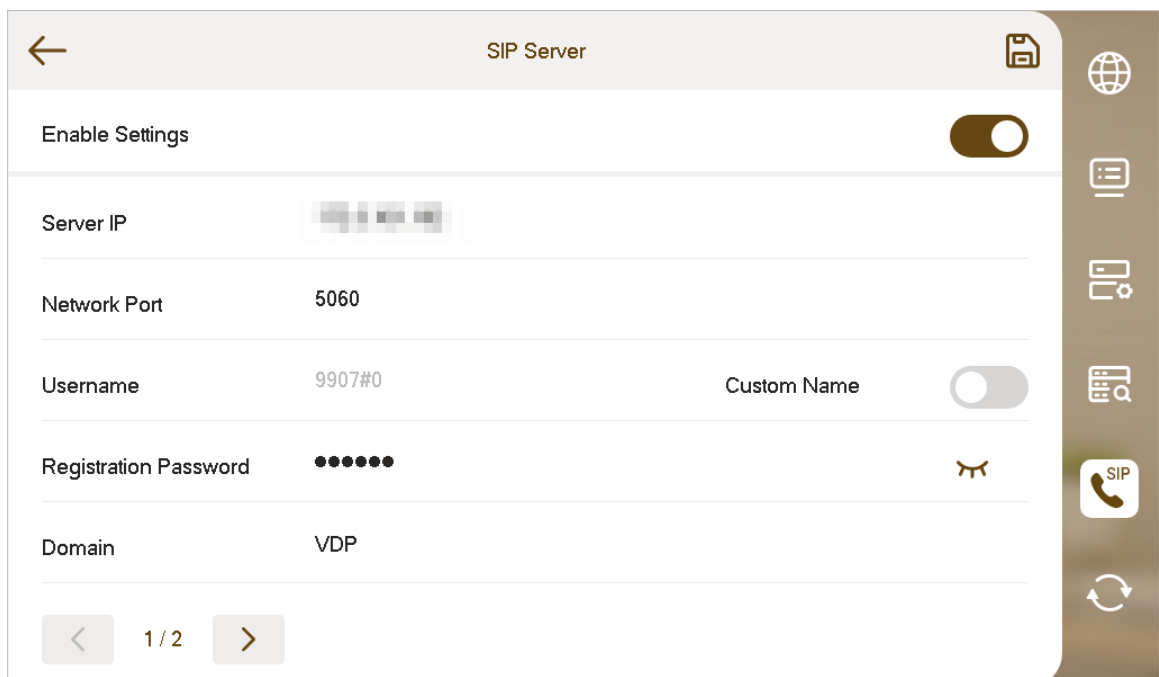 SIP Server
Enable Settings
Server IP
Network Port 5060
Username 9907#0 Custom Name
Registration Password ●●●●●●
SIP
Domain VDP
1 / 2